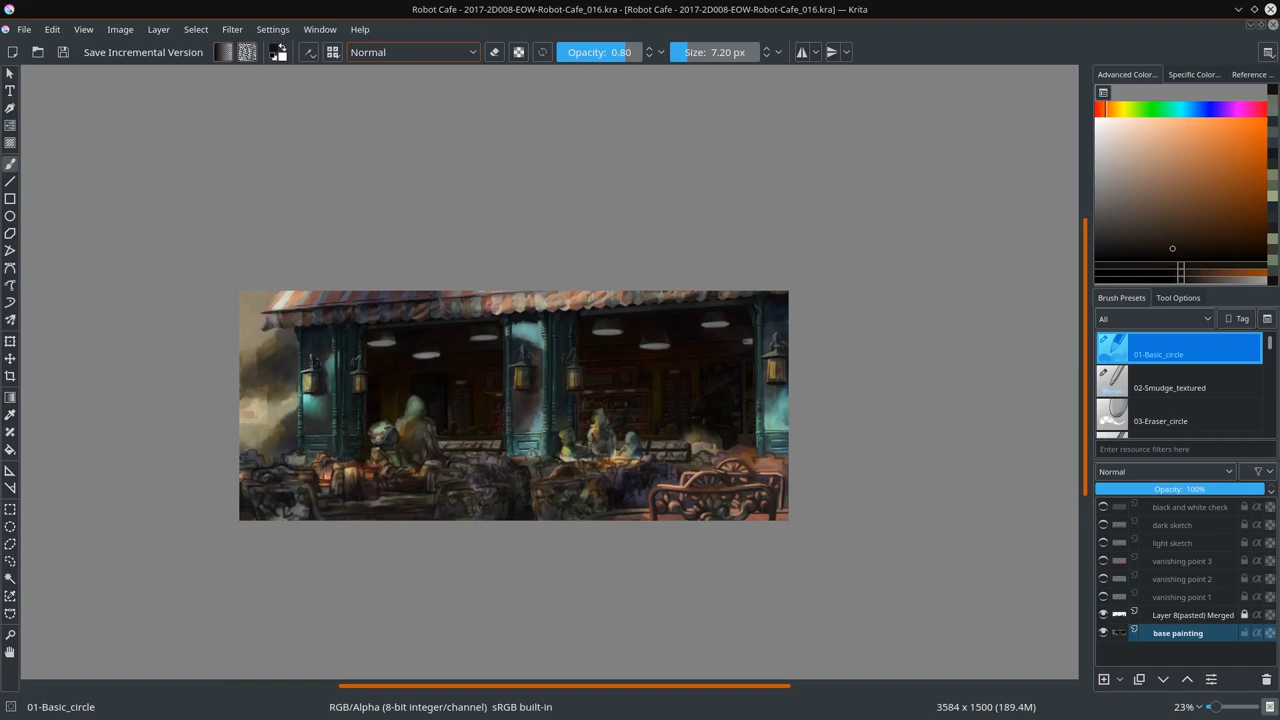 Robot Cafe - 2017-2D008-EOW-Robot-Cafe_016.kra - [Robot Cafe - 2017-2D008-EOW-Robot-Cafe_016.kra] — Krita
File Edit View Image Layer Select Filter Settings Window Help
Save Incremental Version Normal Opacity: 0.80 Size: 7.20 px
Advanced Color... Specific Color... Reference ...
Brush Presets Tool Options
All Tag
01-Basic_circle
02-Smudge_textured
03-Eraser_circle
Enter resource filters here
Normal
Opacity: 100%
black and white check
dark sketch
light sketch
vanishing point 3
vanishing point 2
vanishing point 1
Layer 8(pasted) Merged
base painting
01-Basic_circle RGB/Alpha (8-bit integer/channel) sRGB built-in 3584 x 1500 (189.4M) 23%